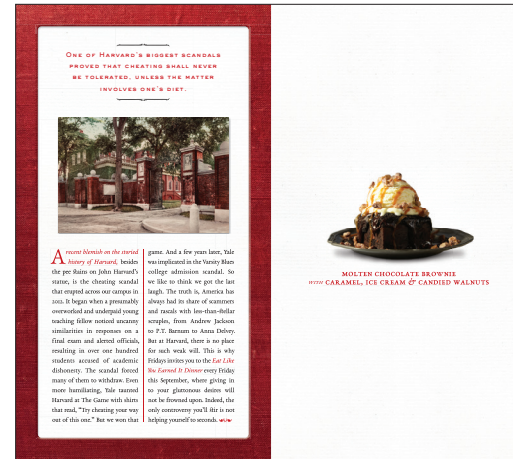 ONE OF HARVARD'S BIGGEST SCANDALS
PROVED THAT CHEATING SHALL NEVER
BE TOLERATED, UNLESS THE MATTER
INVOLVES ONE'S DIET.
A recent blemish on the storied
history of Harvard, besides
the pee stains on John Harvard's
statue, is the cheating scandal
that erupted across our campus in
2012. It began when a presumably
overworked and underpaid young
teaching fellow noticed uncanny
similarities in responses on a
final exam and alerted officials,
resulting in over one hundred
students accused of academic
dishonesty. The scandal forced
many of them to withdraw. Even
more humiliating, Yale taunted
Harvard at The Game with shirts
that read, "Try cheating your way
out of this one." But we won that
game. And a few years later, Yale
was implicated in the Varsity Blues
college admission scandal. So
we like to think we got the last
laugh. The truth is, America has
always had its share of scammers
and rascals with less-than-stellar
scruples, from Andrew Jackson
to P.T. Barnum to Anna Delvey.
But at Harvard, there is no place
for such weak will. This is why
Fridays invites you to the Eat Like
You Earned It Dinner every Friday
this September, where giving in
to your gluttonous desires will
not be frowned upon. Indeed, the
only controversy you'll stir is not
helping yourself to seconds.
MOLTEN CHOCOLATE BROWNIE
WITH CARAMEL, ICE CREAM & CANDIED WALNUTS